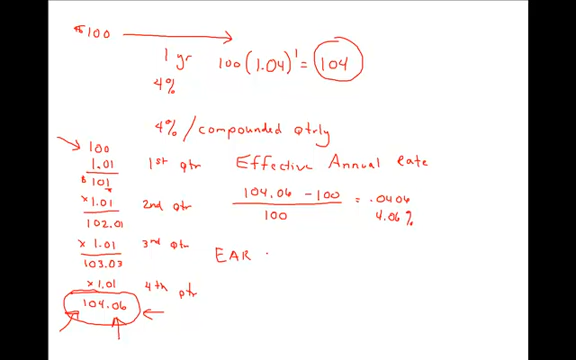 $100
1 yr 100(1.04)¹ = 104
4%
4%/compounded qtrly
100
1.01 1st qtr Effective Annual Rate
$101
x1.01 2nd qtr 104.06 - 100 = .0406
102.01 100 4.06%
x 1.01 3rd qtr
103.03 EAR
x1.01 4th qtr
104.06